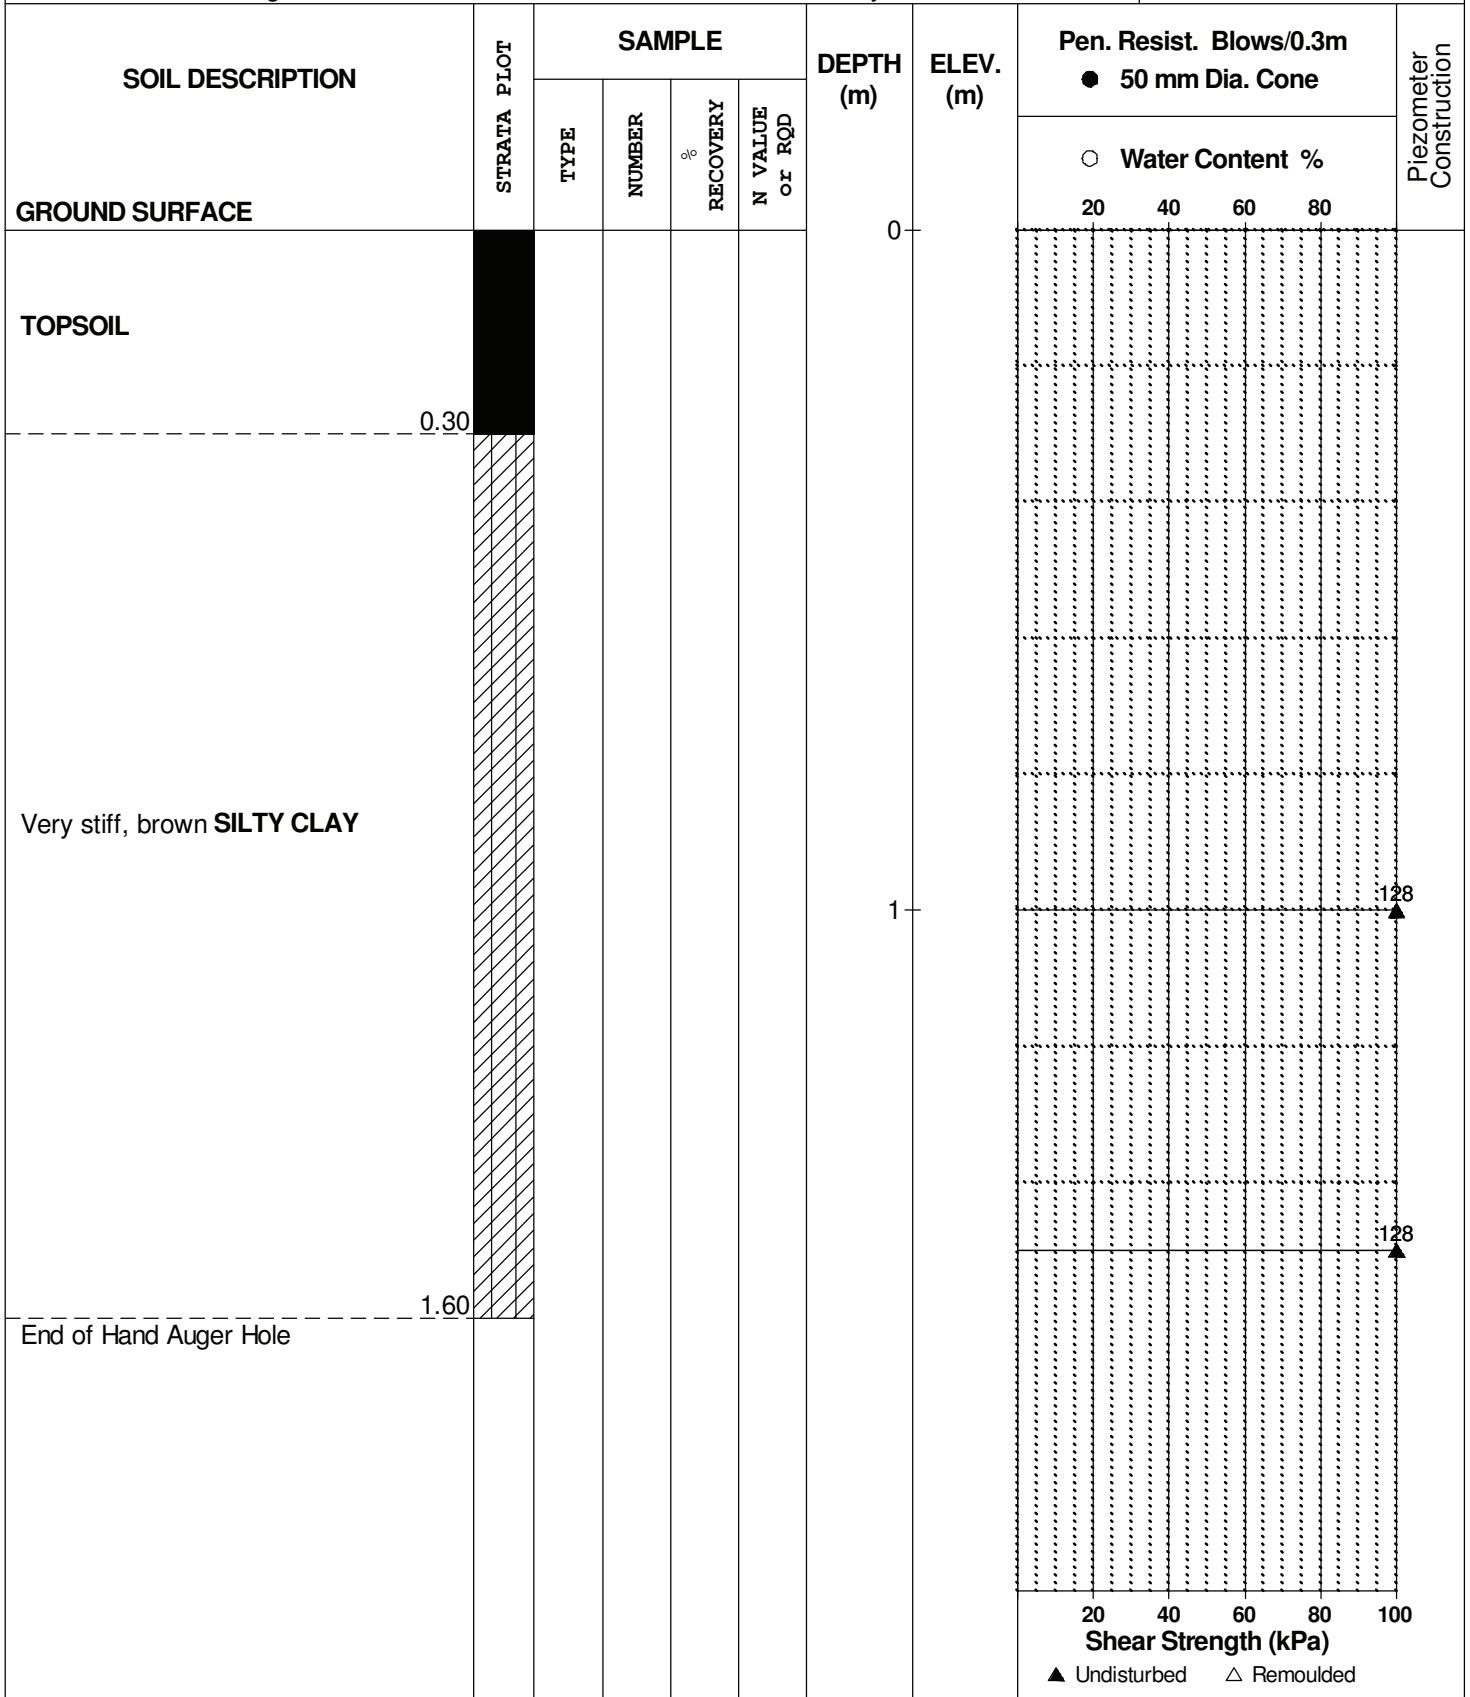 SOIL DESCRIPTION
GROUND SURFACE
STRATA PLOT
SAMPLE
TYPE
NUMBER
%
RECOVERY
N VALUE
or RQD
DEPTH
(m)
ELEV.
(m)
Pen. Resist. Blows/0.3m
● 50 mm Dia. Cone
○ Water Content %
20 40 60 80
Piezometer
Construction
0
TOPSOIL
0.30
Very stiff, brown SILTY CLAY
1
128
128
1.60
End of Hand Auger Hole
20 40 60 80 100
Shear Strength (kPa)
▲ Undisturbed △ Remoulded